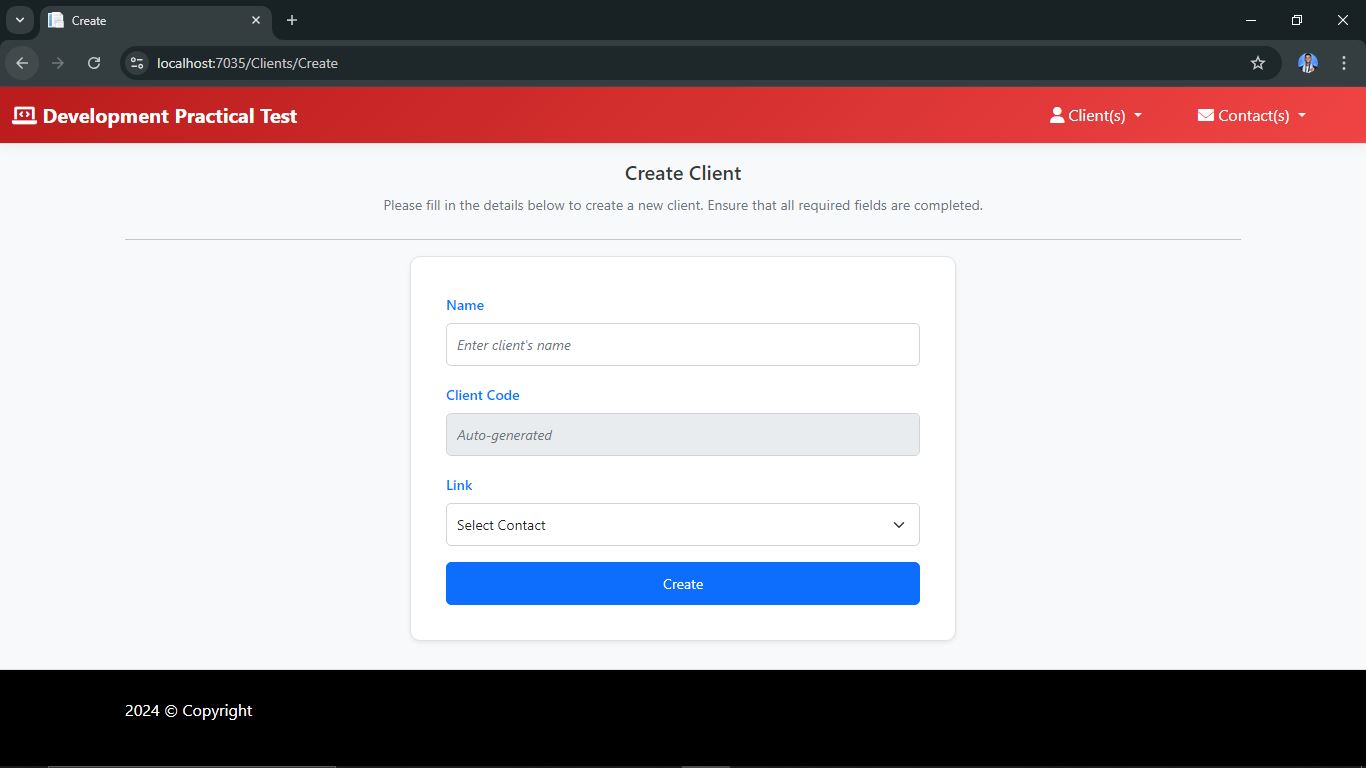 Create
localhost:7035/Clients/Create
Development Practical Test
Client(s)
Contact(s)
Create Client
Please fill in the details below to create a new client. Ensure that all required fields are completed.
Name
Enter client's name
Client Code
Auto-generated
Link
Select Contact
Create
2024 © Copyright